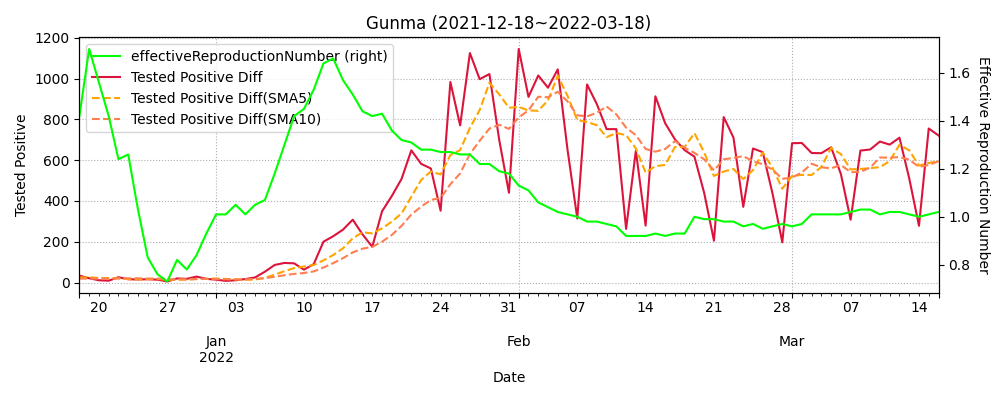 Gunma (2021-12-18~2022-03-18)
effectiveReproductionNumber (right)
Tested Positive Diff
Tested Positive Diff(SMA5)
Tested Positive Diff(SMA10)
Tested Positive
1200
1000
800
600
400
200
0
1.6
1.4
1.2
1.0
0.8
Effective Reproduction Number
20 27 03 10 17 24 31 07 14 21 28 07 14
Jan Feb Mar
2022
Date